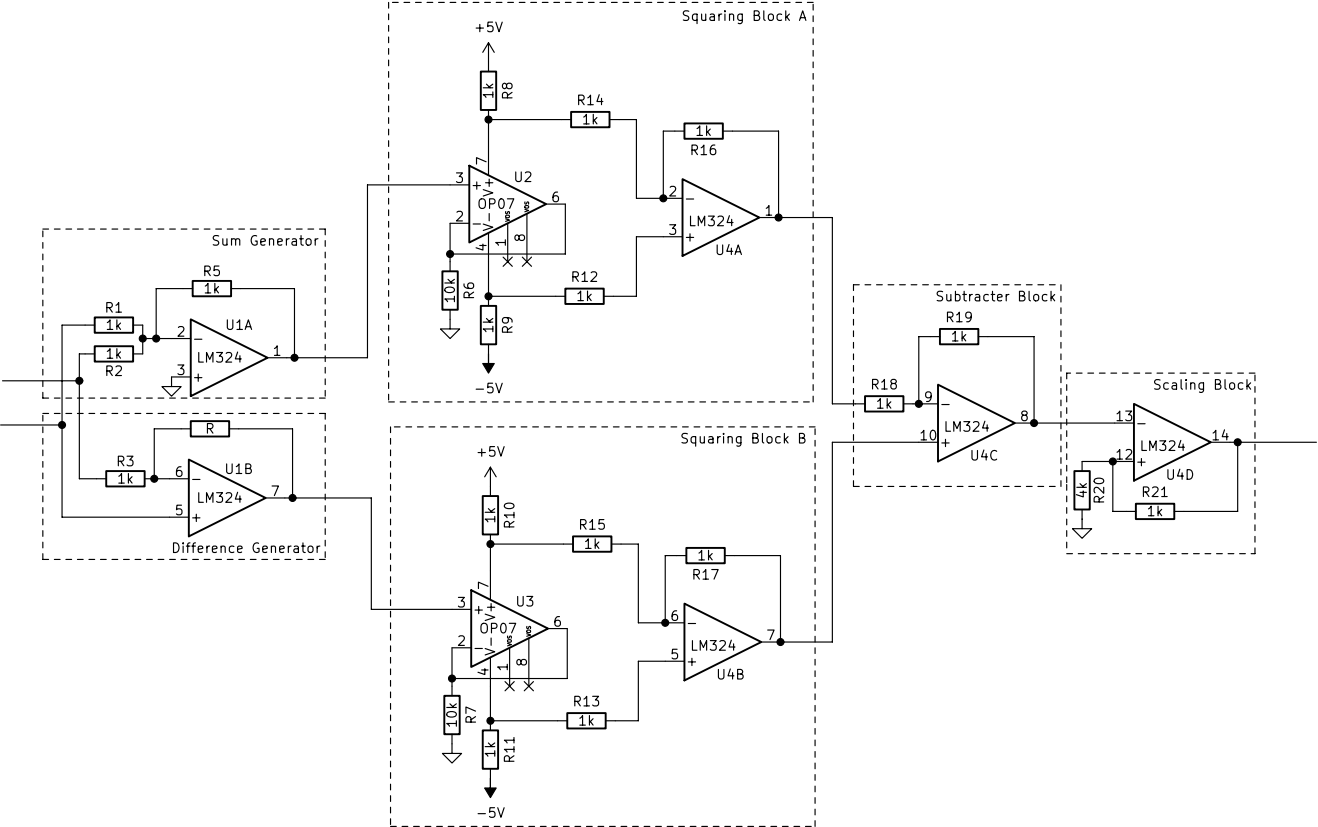 Squaring Block A
+5V
1k
R8
R14
1k
1k
R16
7
3
+
V+
U2
OP07
6
2
−
V−
VOS
VOS
4
1
8
2
−
LM324
1
3
+
U4A
10k
R6
R12
1k
1k
R9
-5V
Sum Generator
R5
1k
R1
1k
1k
R2
U1A
2
−
LM324
1
3
+
R
R3
1k
U1B
6
−
LM324
7
5
+
Difference Generator
Squaring Block B
+5V
1k
R10
R15
1k
1k
R17
7
3
+
V+
U3
OP07
6
2
−
V−
VOS
VOS
4
1
8
6
−
LM324
7
5
+
U4B
10k
R7
R13
1k
1k
R11
-5V
Subtracter Block
R19
1k
R18
1k
9
−
LM324
8
10
+
U4C
Scaling Block
13
−
LM324
14
12
+
U4D
4k
R20
R21
1k